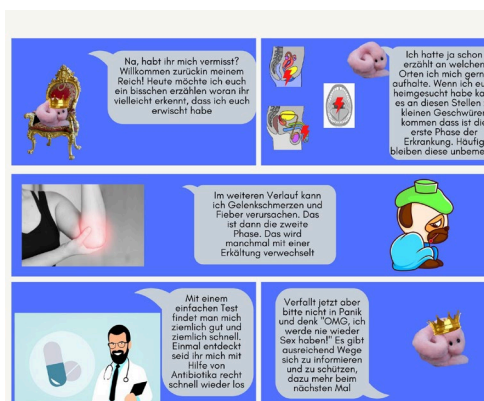 Na, habt ihr mich vermisst?
Willkommen zurückin meinem
Reich! Heute möchte ich euch
ein bisschen erzählen woran ihr
vielleicht erkennt, dass ich euch
erwischt habe
Ich hatte ja schon
erzählt an welchen
Orten ich mich gern
aufhalte. Wenn ich eu
heimgesucht habe ka
es an diesen Stellen
kleinen Geschwüren
kommen dass ist di
erste Phase der
Erkrankung. Häufig
bleiben diese unbeme
Im weiteren Verlauf kann
ich Gelenkschmerzen und
Fieber verursachen. Das
ist dann die zweite
Phase. Das wird
manchmal mit einer
Erkältung verwechselt
Mit einem
einfachen Test
findet man mich
ziemlich gut und
ziemlich schnell.
Einmal entdeckt
seid ihr mich mit
Hilfe von
Antibiotika recht
schnell wieder los
Verfallt jetzt aber
bitte nicht in Panik
und denk "OMG, ich
werde nie wieder
Sex haben!" Es gibt
ausreichend Wege
sich zu informieren
und zu schützen,
dazu mehr beim
nächsten Mal